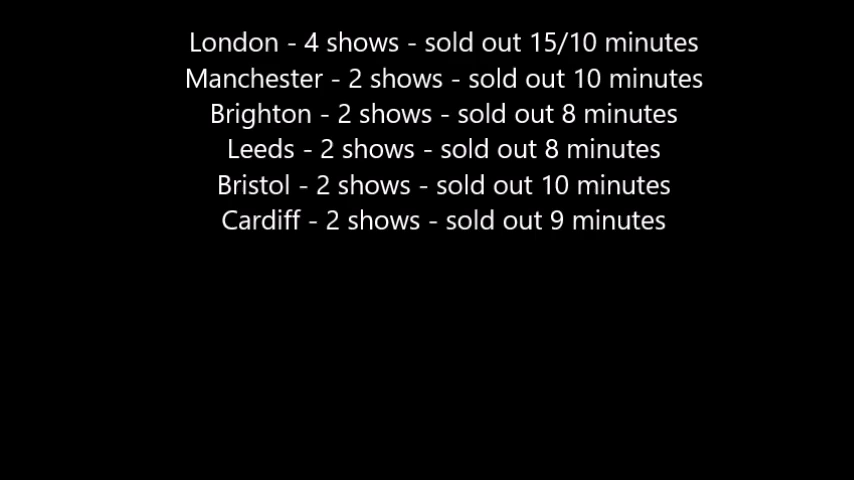 London - 4 shows - sold out 15/10 minutes
Manchester - 2 shows - sold out 10 minutes
Brighton - 2 shows - sold out 8 minutes
Leeds - 2 shows - sold out 8 minutes
Bristol - 2 shows - sold out 10 minutes
Cardiff - 2 shows - sold out 9 minutes